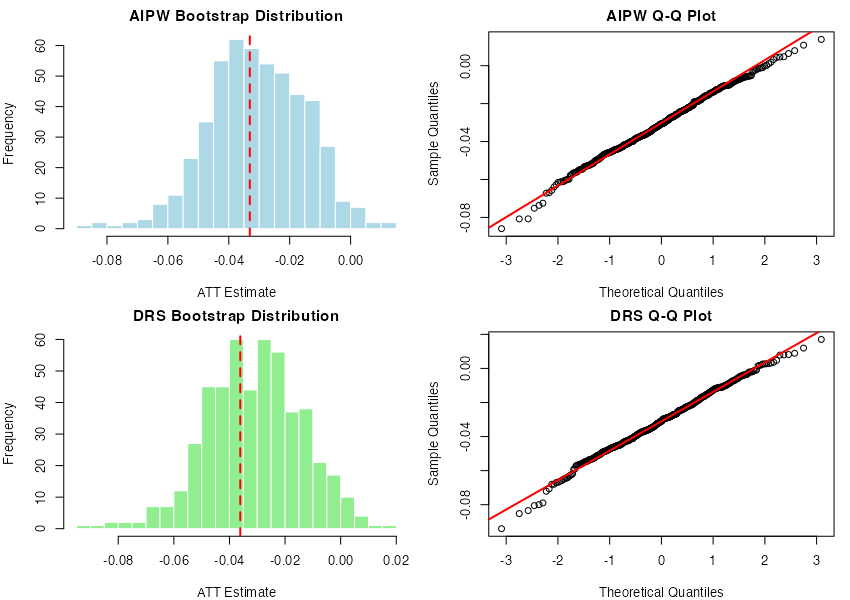 AIPW Bootstrap Distribution
Frequency
0 10 20 30 40 50 60
-0.08 -0.06 -0.04 -0.02 0.00
ATT Estimate
AIPW Q-Q Plot
Sample Quantiles
-0.08 -0.04 0.00
-3 -2 -1 0 1 2 3
Theoretical Quantiles
DRS Bootstrap Distribution
Frequency
0 10 20 30 40 50 60
-0.08 -0.06 -0.04 -0.02 0.00 0.02
ATT Estimate
DRS Q-Q Plot
Sample Quantiles
-0.08 -0.04 0.00
-3 -2 -1 0 1 2 3
Theoretical Quantiles